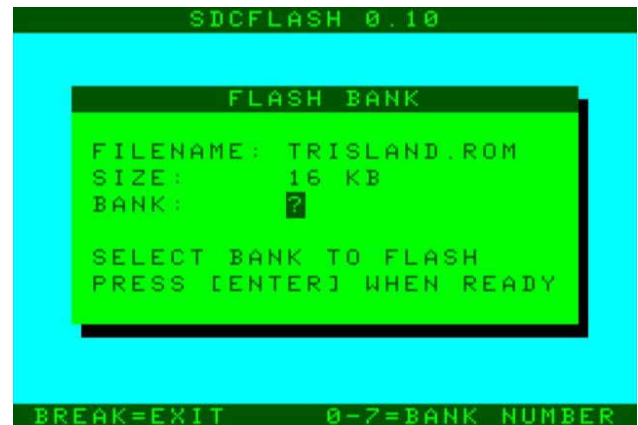 SDCFLASH 0.10
FLASH BANK
FILENAME: TRISLAND.ROM
SIZE: 16 KB
BANK: ?
SELECT BANK TO FLASH
PRESS [ENTER] WHEN READY
BREAK=EXIT 0-7=BANK NUMBER